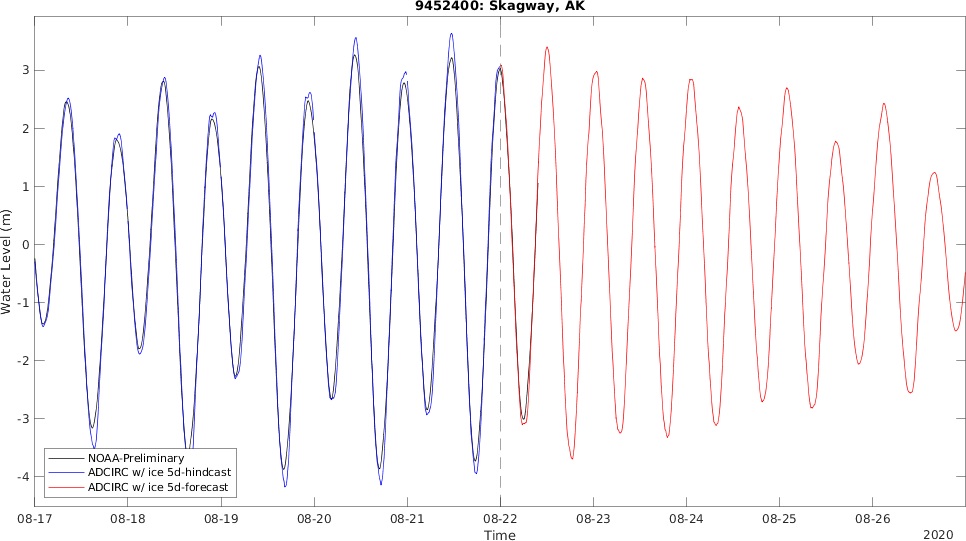 9452400: Skagway, AK
Water Level (m)
3
2
1
0
-1
-2
-3
-4
NOAA-Preliminary
ADCIRC w/ ice 5d-hindcast
ADCIRC w/ ice 5d-forecast
08-17 08-18 08-19 08-20 08-21 08-22 08-23 08-24 08-25 08-26
Time
2020